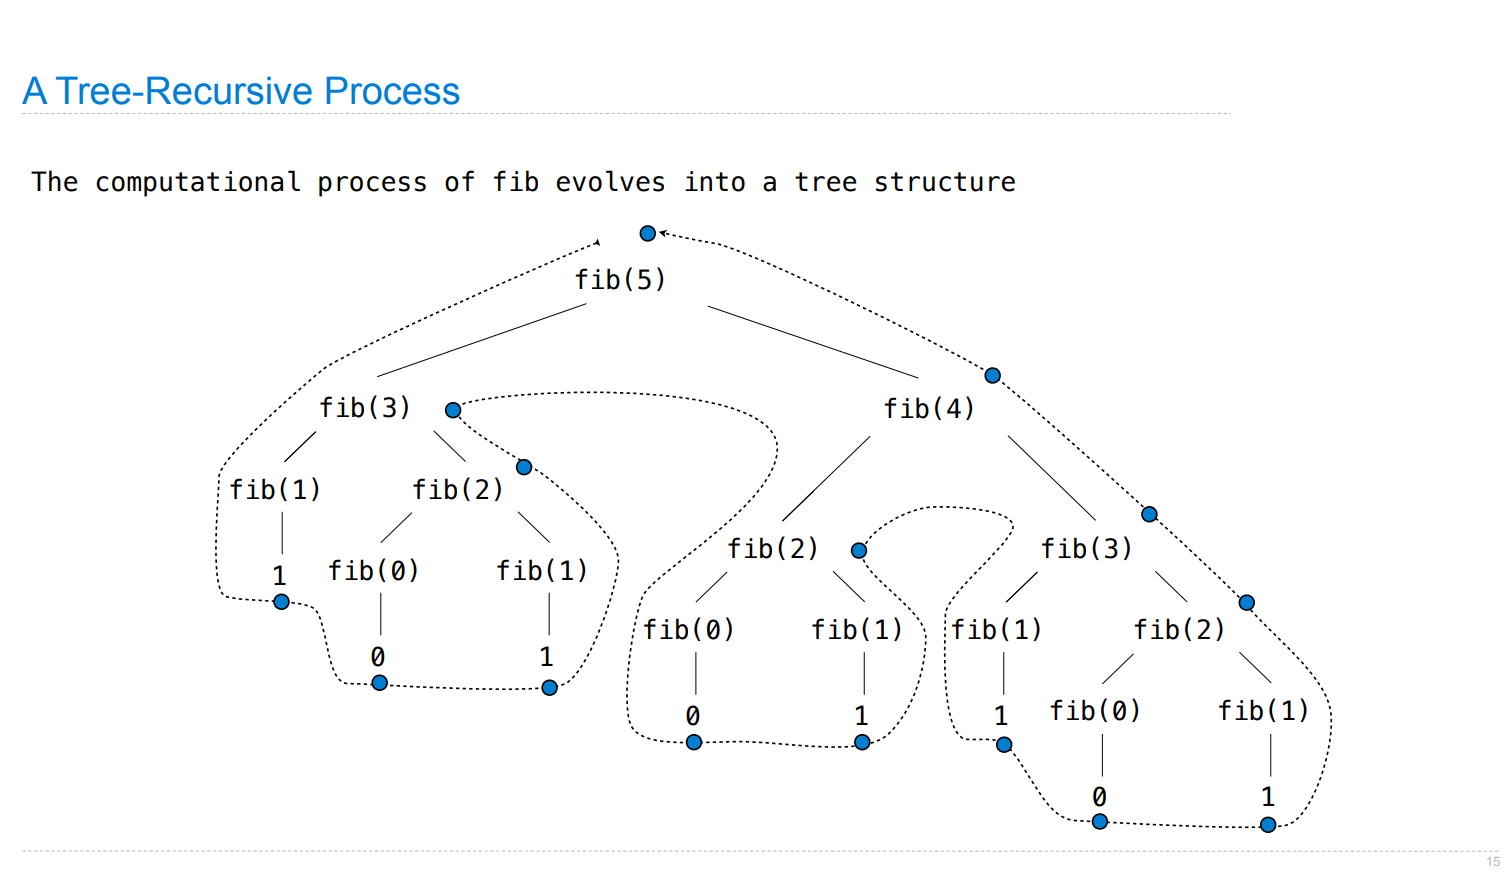 A Tree-Recursive Process
The computational process of fib evolves into a tree structure
fib(5)
fib(3)
fib(4)
fib(1)
fib(2)
fib(2)
fib(3)
1
fib(0)
fib(1)
fib(0)
fib(1)
fib(1)
fib(2)
0
1
0
1
1
fib(0)
fib(1)
0
1
15